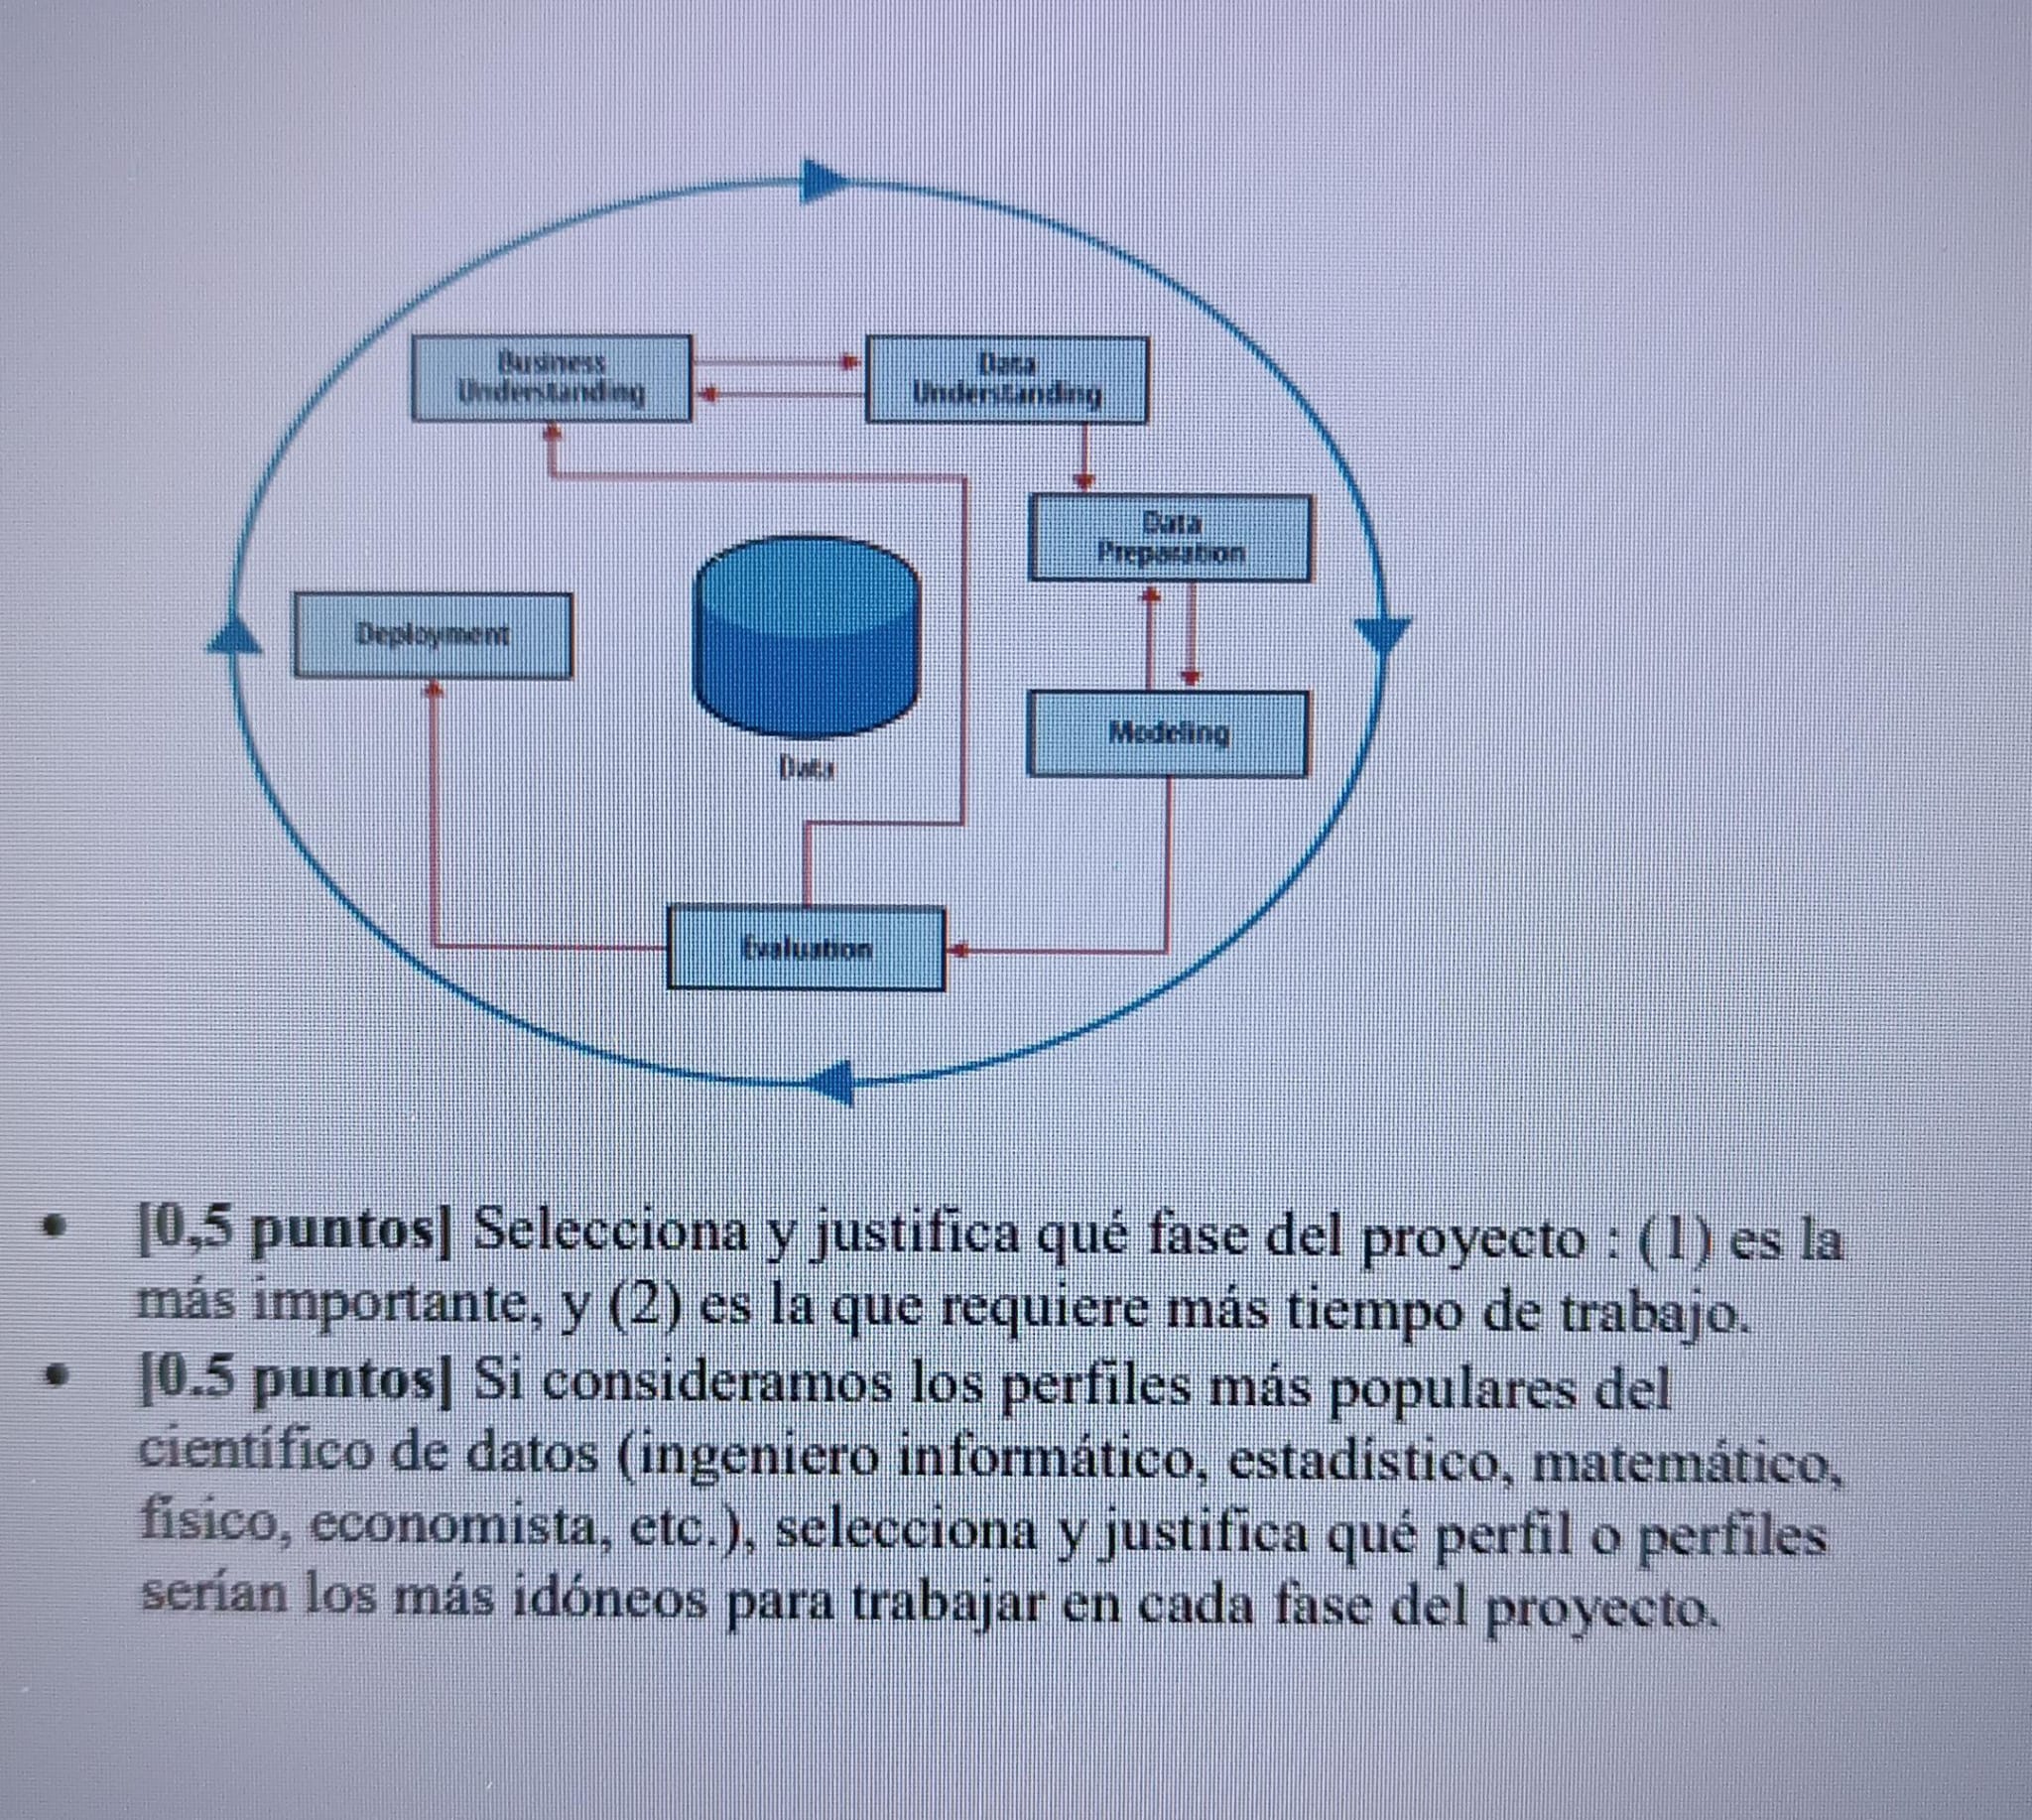 Business
Understanding
Data
Understanding
Data
Preparation
Deployment
Modeling
Data
Evaluation
• [0,5 puntos] Selecciona y justifica qué fase del proyecto : (1) es la
más importante, y (2) es la que requiere más tiempo de trabajo.
• [0.5 puntos] Si consideramos los perfiles más populares del
científico de datos (ingeniero informático, estadístico, matemático,
físico, economista, etc.), selecciona y justifica qué perfil o perfiles
serían los más idóneos para trabajar en cada fase del proyecto.